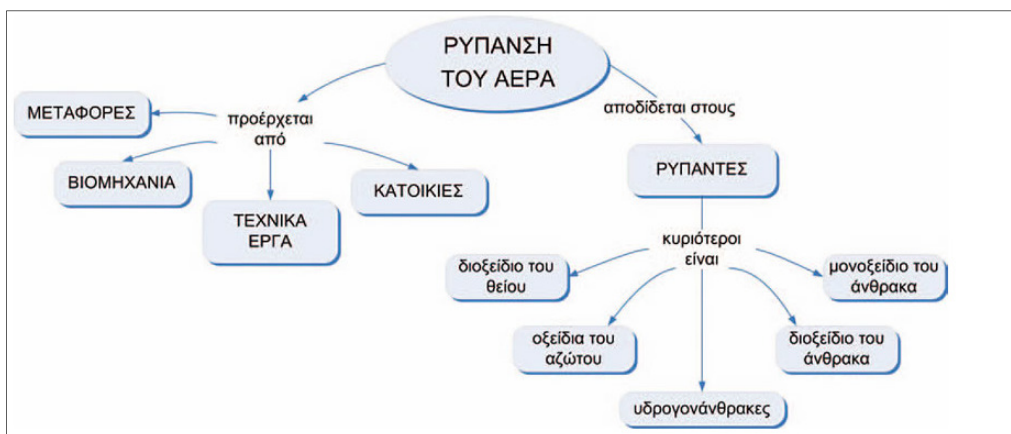 ΡΥΠΑΝΣΗ
ΤΟΥ ΑΕΡΑ
προέρχεται
από
ΜΕΤΑΦΟΡΕΣ
ΒΙΟΜΗΧΑΝΙΑ
ΤΕΧΝΙΚΑ
ΕΡΓΑ
ΚΑΤΟΙΚΙΕΣ
αποδίδεται στους
ΡΥΠΑΝΤΕΣ
κυριότεροι
είναι
διοξείδιο του
θείου
οξείδια του
αζώτου
υδρογονάνθρακες
διοξείδιο του
άνθρακα
μονοξείδιο του
άνθρακα